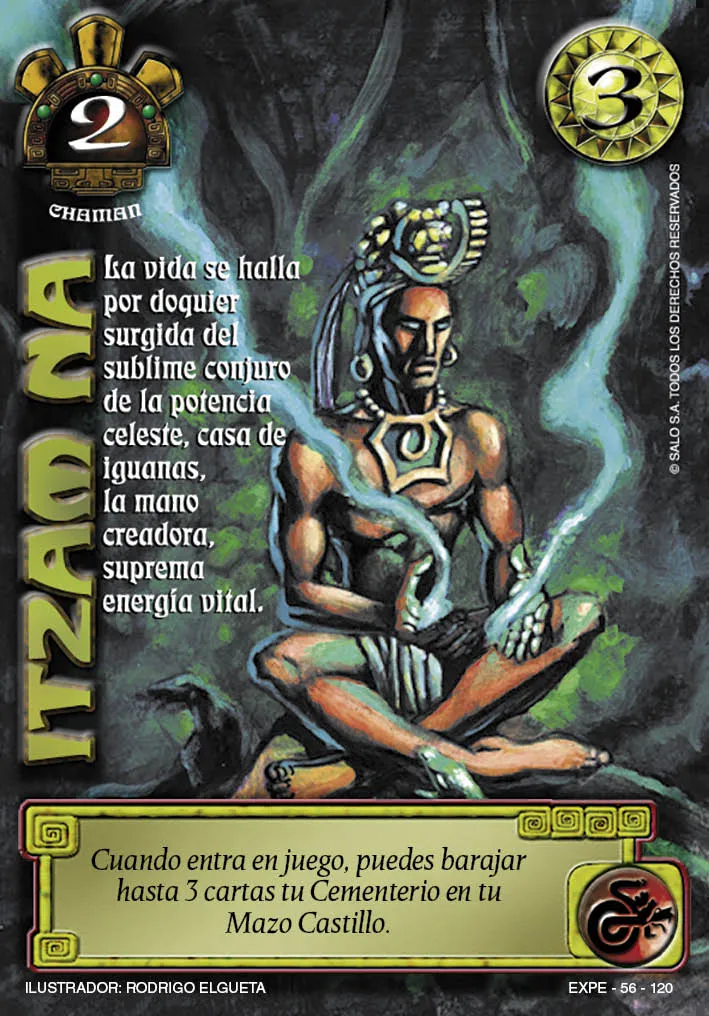 2
3
CHAMAN
ITZAM NA
La vida se halla
por doquier
surgida del
sublime conjuro
de la potencia
celeste, casa de
iguanas,
la mano
creadora,
suprema
energía vital.
© SALO S.A. TODOS LOS DERECHOS RESERVADOS
Cuando entra en juego, puedes barajar
hasta 3 cartas tu Cementerio en tu
Mazo Castillo.
ILUSTRADOR: RODRIGO ELGUETA
EXPE - 56 - 120